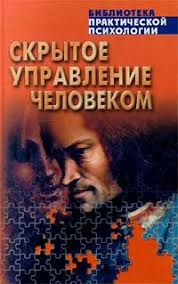 БИБЛИОТЕКА
ПРАКТИЧЕСКОЙ
ПСИХОЛОГИИ
СКРЫТОЕ
УПРАВЛЕНИЕ
ЧЕЛОВЕКОМ